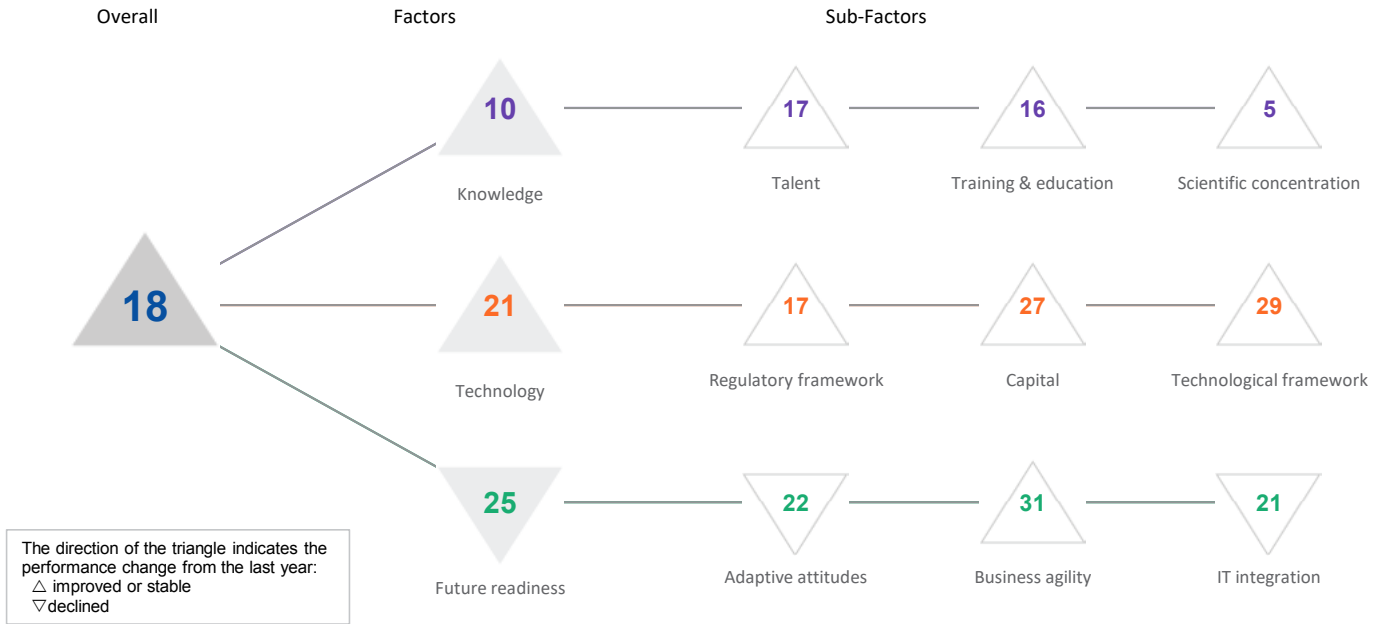 Overall Factors Sub-Factors
10 17 16 5
Knowledge Talent Training & education Scientific concentration
18 21 17 27 29
Technology Regulatory framework Capital Technological framework
25 22 31 21
Future readiness Adaptive attitudes Business agility IT integration
The direction of the triangle indicates the
performance change from the last year:
△ improved or stable
▽declined